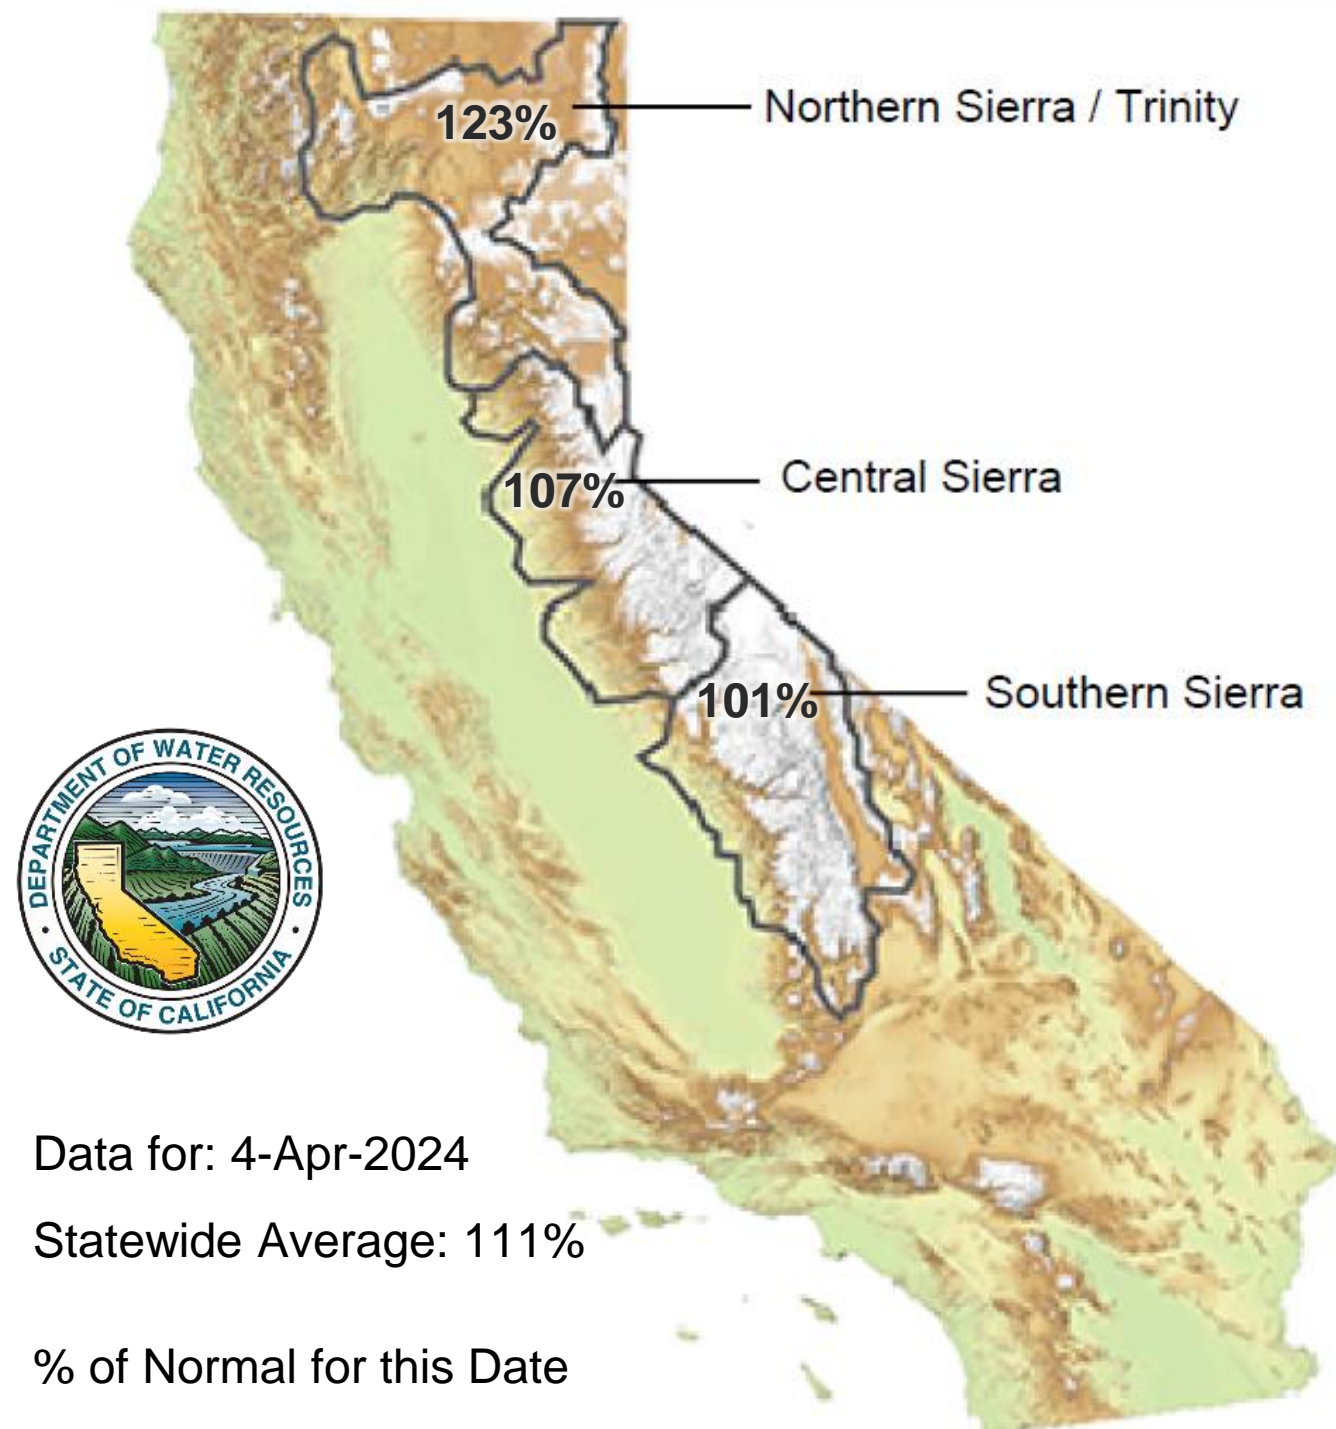 123%
Northern Sierra / Trinity
107%
Central Sierra
101%
Southern Sierra
DEPARTMENT OF WATER RESOURCES
• STATE OF CALIFORNIA •
Data for: 4-Apr-2024
Statewide Average: 111%
% of Normal for this Date